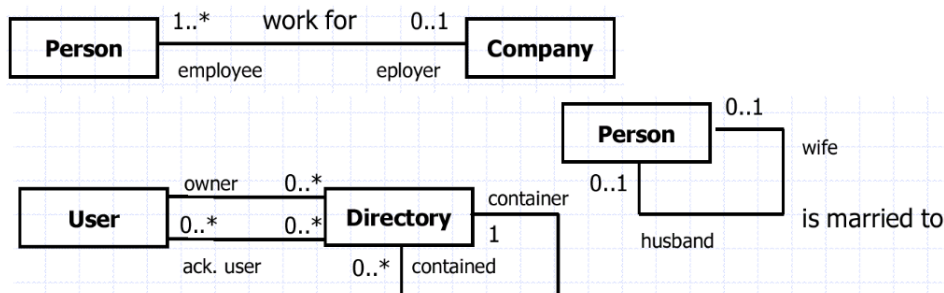 1..* work for 0..1
Person Company
employee eployer
0..1
Person
wife
0..1
is married to
husband
owner 0..*
container
User Directory
0..* 0..*
1
ack. user
0..* contained